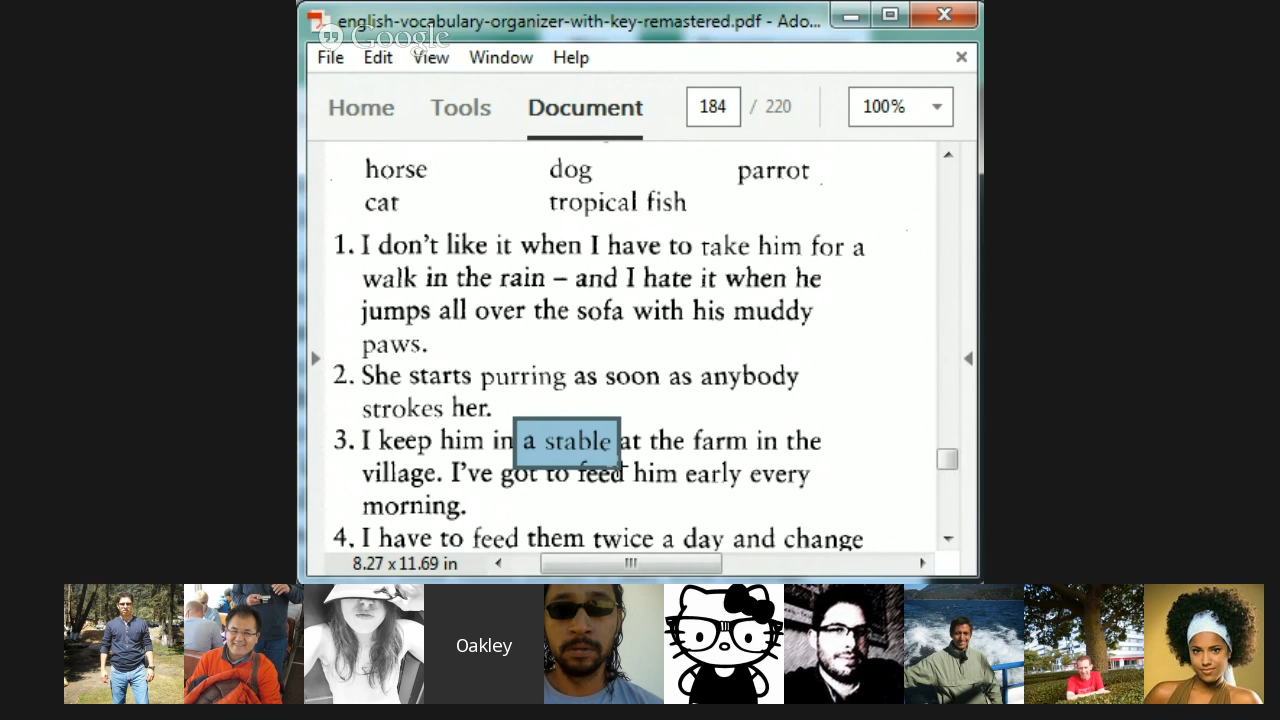 english-vocabulary-organizer-with-key-remastered.pdf - Ado...
Google
File Edit View Window Help
Home Tools Document 184 / 220 100%
horse dog parrot
cat tropical fish
1. I don't like it when I have to take him for a
walk in the rain – and I hate it when he
jumps all over the sofa with his muddy
paws.
2. She starts purring as soon as anybody
strokes her.
3. I keep him in a stable at the farm in the
village. I've got to feed him early every
morning.
4. I have to feed them twice a day and change
8.27 x 11.69 in
Oakley